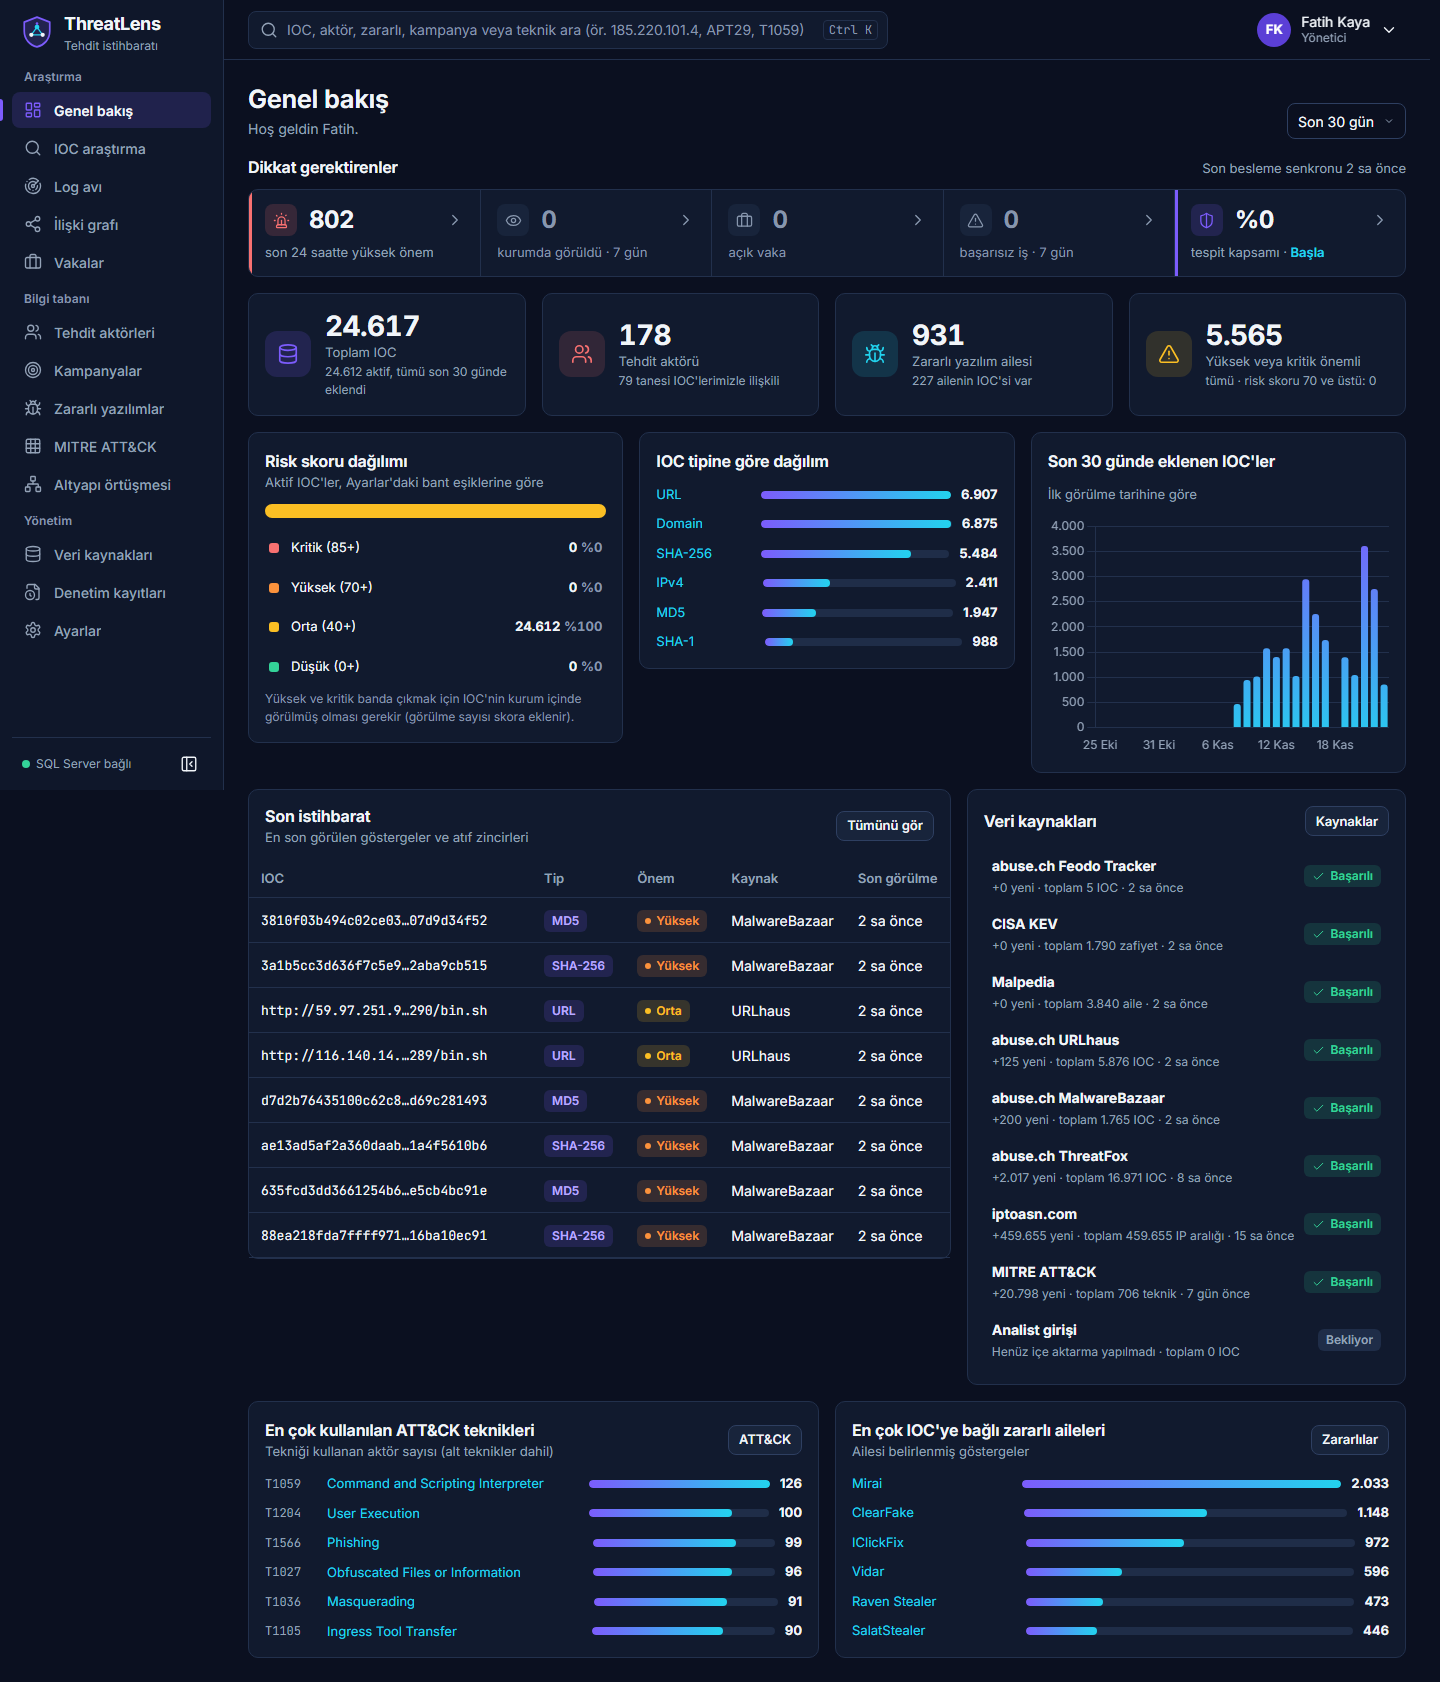 ThreatLens
Tehdit istihbaratı
Araştırma
Genel bakış
IOC araştırma
Log avı
İlişki grafı
Vakalar
Bilgi tabanı
Tehdit aktörleri
Kampanyalar
Zararlı yazılımlar
MITRE ATT&CK
Altyapı örtüşmesi
Yönetim
Veri kaynakları
Denetim kayıtları
Ayarlar
SQL Server bağlı
IOC, aktör, zararlı, kampanya veya teknik ara (ör. 185.220.101.4, APT29, T1059)
Ctrl K
FK
Fatih Kaya
Yönetici
Genel bakış
Hoş geldin Fatih.
Son 30 gün
Dikkat gerektirenler
Son besleme senkronu 2 sa önce
802
son 24 saatte yüksek önem
0
kurumda görüldü · 7 gün
0
açık vaka
0
başarısız iş · 7 gün
%0
tespit kapsamı · Başla
24.617
Toplam IOC
24.612 aktif, tümü son 30 günde
eklendi
178
Tehdit aktörü
79 tanesi IOC'lerimizle ilişkili
931
Zararlı yazılım ailesi
227 ailenin IOC'si var
5.565
Yüksek veya kritik önemli
tümü · risk skoru 70 ve üstü: 0
Risk skoru dağılımı
Aktif IOC'ler, Ayarlar'daki bant eşiklerine göre
Kritik (85+) 0 %0
Yüksek (70+) 0 %0
Orta (40+) 24.612 %100
Düşük (0+) 0 %0
Yüksek ve kritik banda çıkmak için IOC'nin kurum içinde
görülmüş olması gerekir (görülme sayısı skora eklenir).
IOC tipine göre dağılım
URL 6.907
Domain 6.875
SHA-256 5.484
IPv4 2.411
MD5 1.947
SHA-1 988
Son 30 günde eklenen IOC'ler
İlk görülme tarihine göre
4.000
3.500
3.000
2.500
2.000
1.500
1.000
500
0
25 Eki 31 Eki 6 Kas 12 Kas 18 Kas
Son istihbarat
En son görülen göstergeler ve atıf zincirleri
Tümünü gör
IOC Tip Önem Kaynak Son görülme
3810f03b494c02ce03…07d9d34f52 MD5 Yüksek MalwareBazaar 2 sa önce
3a1b5cc3d636f7c5e9…2aba9cb515 SHA-256 Yüksek MalwareBazaar 2 sa önce
http://59.97.251.9…290/bin.sh URL Orta URLhaus 2 sa önce
http://116.140.14.…289/bin.sh URL Orta URLhaus 2 sa önce
d7d2b76435100c62c8…d69c281493 MD5 Yüksek MalwareBazaar 2 sa önce
ae13ad5af2a360daab…1a4f5610b6 SHA-256 Yüksek MalwareBazaar 2 sa önce
635fcd3dd3661254b6…e5cb4bc91e MD5 Yüksek MalwareBazaar 2 sa önce
88ea218fda7ffff971…16ba10ec91 SHA-256 Yüksek MalwareBazaar 2 sa önce
Veri kaynakları
Kaynaklar
abuse.ch Feodo Tracker
+0 yeni · toplam 5 IOC · 2 sa önce
Başarılı
CISA KEV
+0 yeni · toplam 1.790 zafiyet · 2 sa önce
Başarılı
Malpedia
+0 yeni · toplam 3.840 aile · 2 sa önce
Başarılı
abuse.ch URLhaus
+125 yeni · toplam 5.876 IOC · 2 sa önce
Başarılı
abuse.ch MalwareBazaar
+200 yeni · toplam 1.765 IOC · 2 sa önce
Başarılı
abuse.ch ThreatFox
+2.017 yeni · toplam 16.971 IOC · 8 sa önce
Başarılı
iptoasn.com
+459.655 yeni · toplam 459.655 IP aralığı · 15 sa önce
Başarılı
MITRE ATT&CK
+20.798 yeni · toplam 706 teknik · 7 gün önce
Başarılı
Analist girişi
Henüz içe aktarma yapılmadı · toplam 0 IOC
Bekliyor
En çok kullanılan ATT&CK teknikleri
Tekniği kullanan aktör sayısı (alt teknikler dahil)
ATT&CK
T1059 Command and Scripting Interpreter 126
T1204 User Execution 100
T1566 Phishing 99
T1027 Obfuscated Files or Information 96
T1036 Masquerading 91
T1105 Ingress Tool Transfer 90
En çok IOC'ye bağlı zararlı aileleri
Ailesi belirlenmiş göstergeler
Zararlılar
Mirai 2.033
ClearFake 1.148
IClickFix 972
Vidar 596
Raven Stealer 473
SalatStealer 446